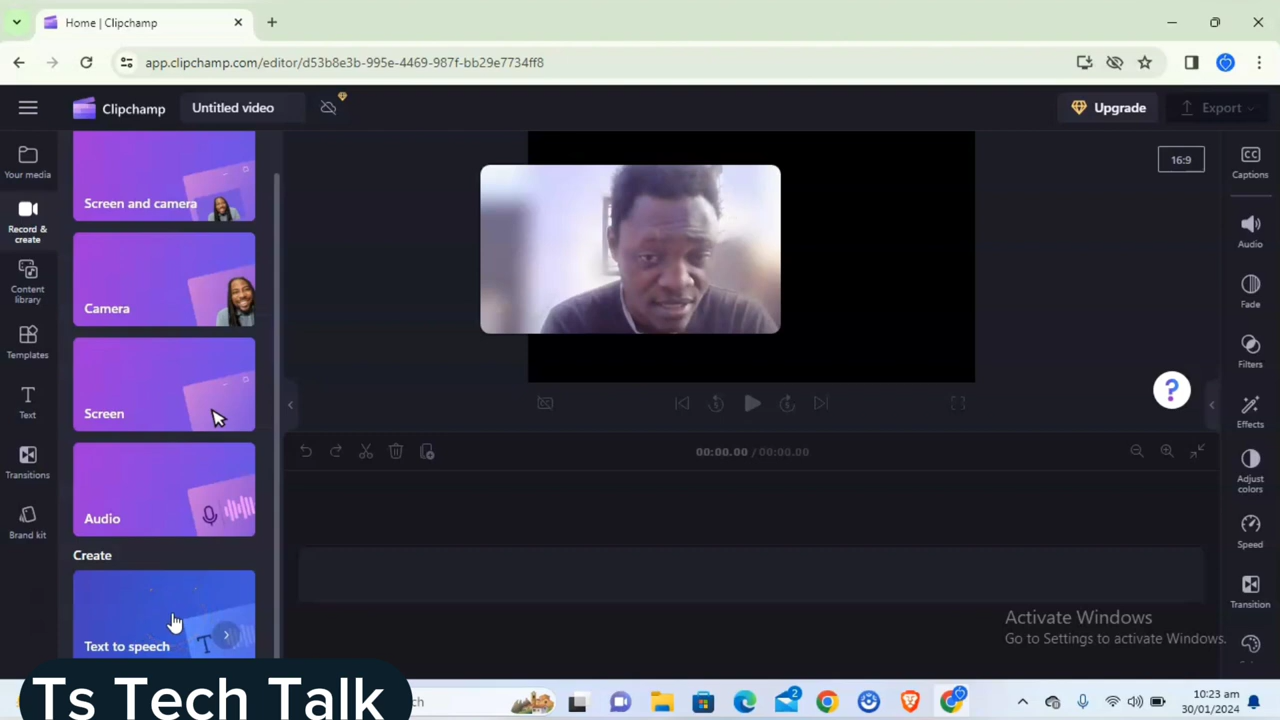 Home | Clipchamp
app.clipchamp.com/editor/d53b8e3b-995e-4469-987f-bb29e7734ff8
Clipchamp
Untitled video
Upgrade
Export
Your media
Record & create
Content library
Templates
Text
Transitions
Brand kit
Screen and camera
Camera
Screen
Audio
Create
Text to speech
16:9
00:00.00 / 00:00.00
CC
Captions
Audio
Fade
Filters
Effects
Adjust colors
Speed
Transition
Activate Windows
Go to Settings to activate Windows.
Ts Tech Talk
ch
2
10:23 am
30/01/2024